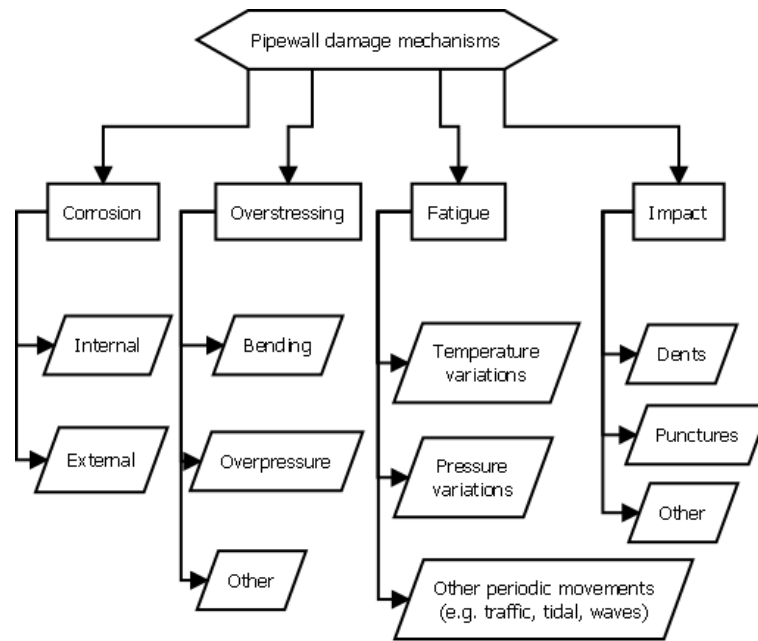 Pipewall damage mechanisms
Corrosion
Overstressing
Fatigue
Impact
Internal
External
Bending
Overpressure
Other
Temperature
variations
Pressure
variations
Other periodic movements
(e.g. traffic, tidal, waves)
Dents
Punctures
Other